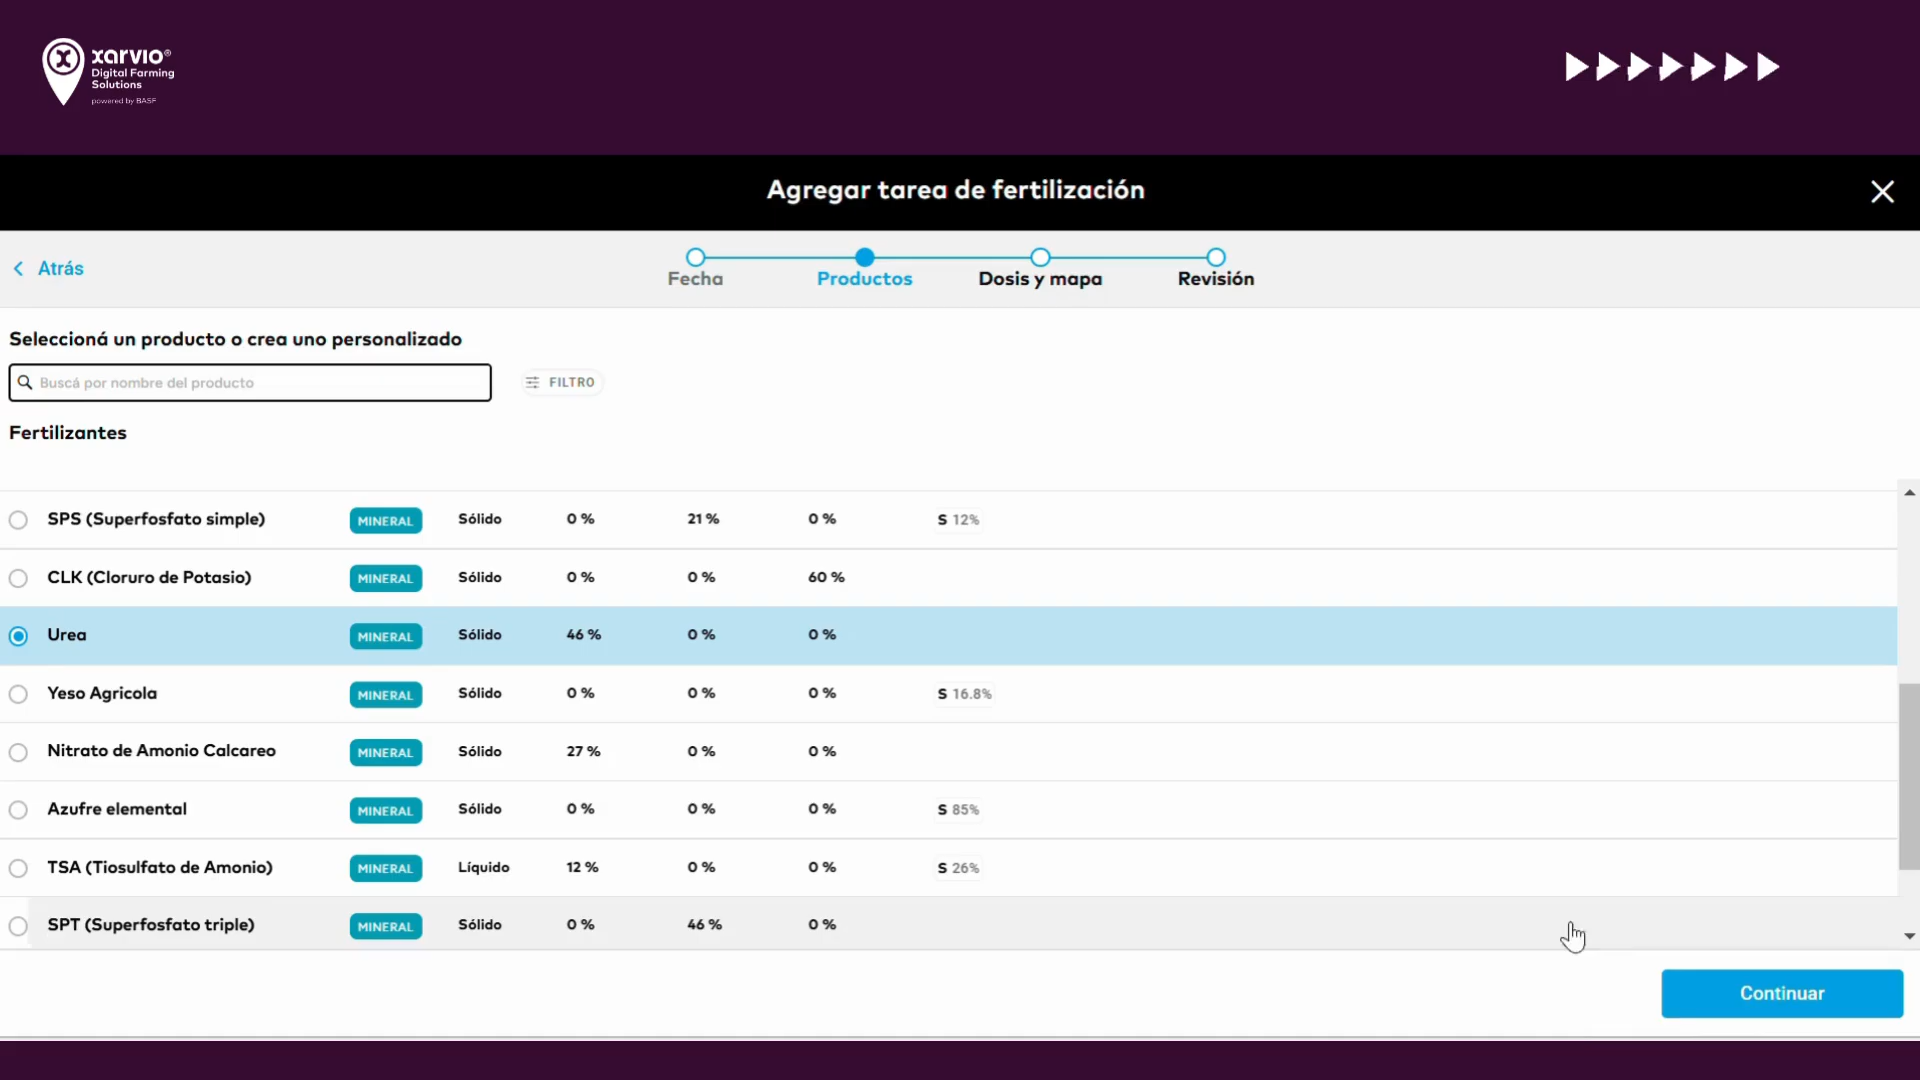 xarvio®
Digital Farming
Solutions
powered by BASF
Agregar tarea de fertilización
Atrás
Fecha
Productos
Dosis y mapa
Revisión
Seleccioná un producto o crea uno personalizado
Buscá por nombre del producto
FILTRO
Fertilizantes
SPS (Superfosfato simple) MINERAL Sólido 0 % 21 % 0 % S 12%
CLK (Cloruro de Potasio) MINERAL Sólido 0 % 0 % 60 %
Urea MINERAL Sólido 46 % 0 % 0 %
Yeso Agricola MINERAL Sólido 0 % 0 % 0 % S 16.8%
Nitrato de Amonio Calcareo MINERAL Sólido 27 % 0 % 0 %
Azufre elemental MINERAL Sólido 0 % 0 % 0 % S 85%
TSA (Tiosulfato de Amonio) MINERAL Líquido 12 % 0 % 0 % S 26%
SPT (Superfosfato triple) MINERAL Sólido 0 % 46 % 0 %
Continuar